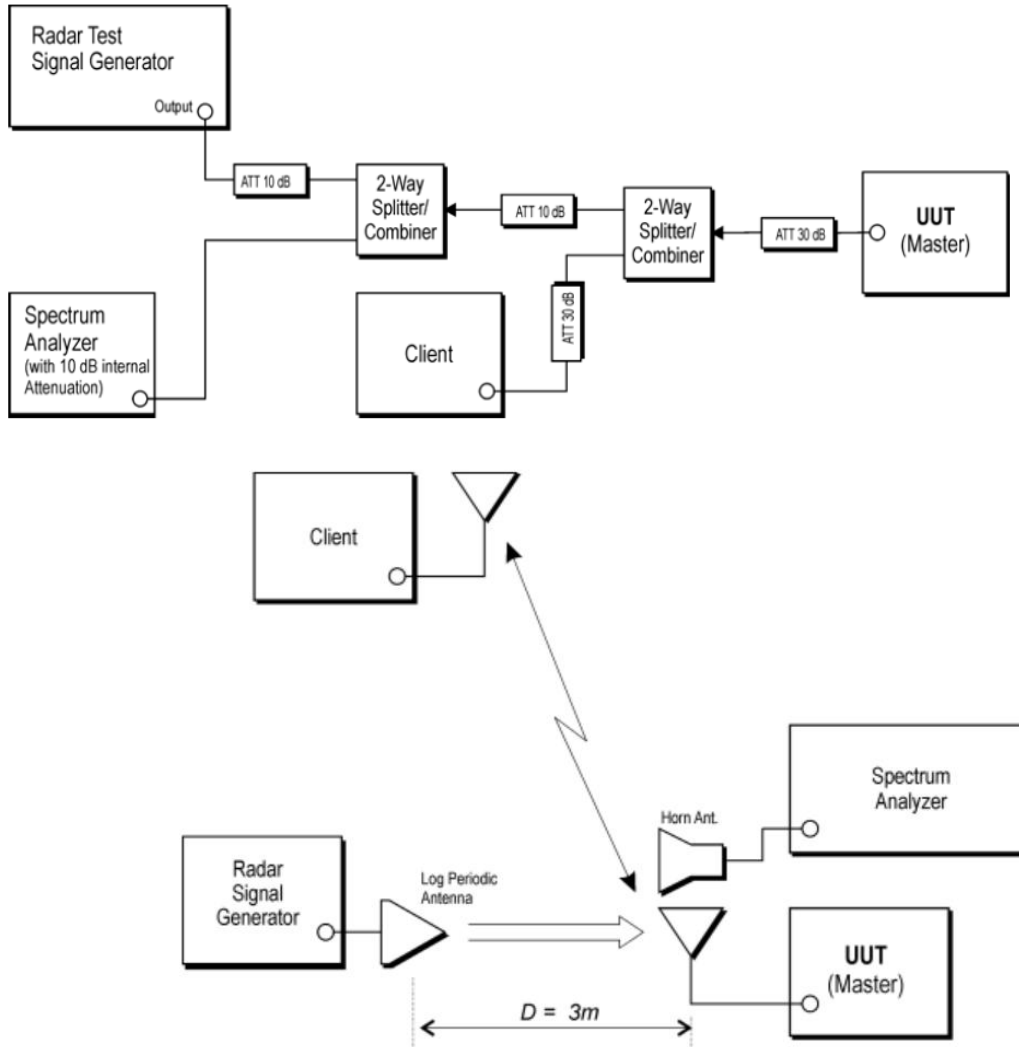 Radar Test
Signal Generator
Output
ATT 10 dB
2-Way
Splitter/
Combiner
ATT 10 dB
2-Way
Splitter/
Combiner
ATT 30 dB
UUT
(Master)
Spectrum
Analyzer
(with 10 dB internal
Attenuation)
Client
ATT 30 dB
Client
Spectrum
Analyzer
Horn Ant.
Radar
Signal
Generator
Log Periodic
Antenna
UUT
(Master)
D = 3m